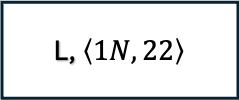 L, ⟨1N, 22⟩